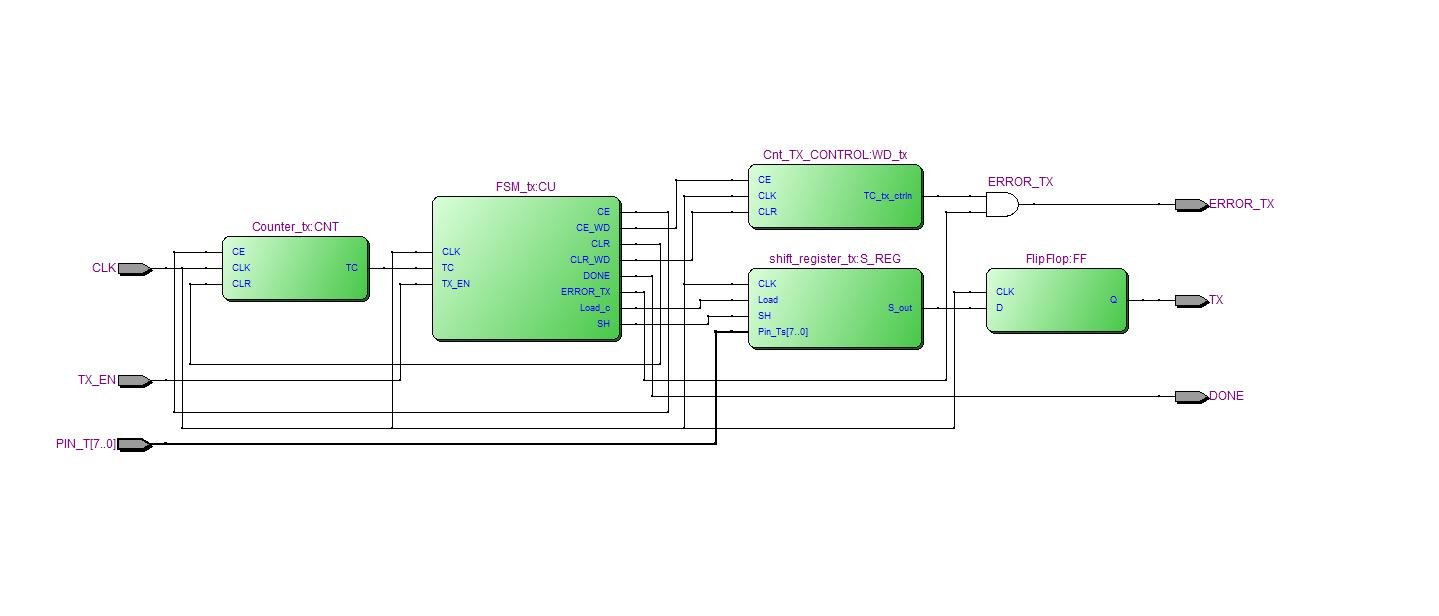 Cnt_TX_CONTROL:WD_tx
CE
CLK
CLR
TC_tx_ctrln
ERROR_TX
ERROR_TX
FSM_tx:CU
CLK
TC
TX_EN
CE
CE_WD
CLR
CLR_WD
DONE
ERROR_TX
Load_c
SH
Counter_tx:CNT
CE
CLK
CLR
TC
CLK
shift_register_tx:S_REG
CLK
Load
SH
Pin_Ts[7..0]
S_out
FlipFlop:FF
CLK
D
Q
TX
TX_EN
DONE
PIN_T[7..0]